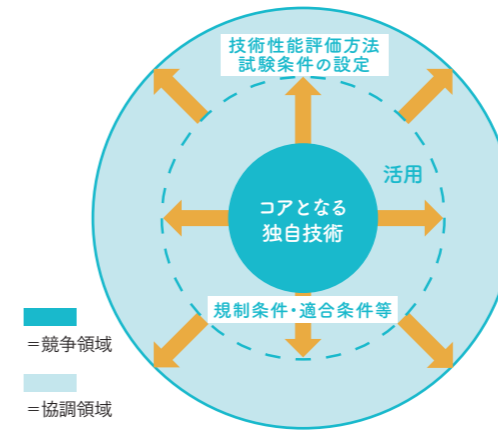 技術性能評価方法
試験条件の設定
活用
コアとなる
独自技術
規制条件・適合条件等
=競争領域
=協調領域